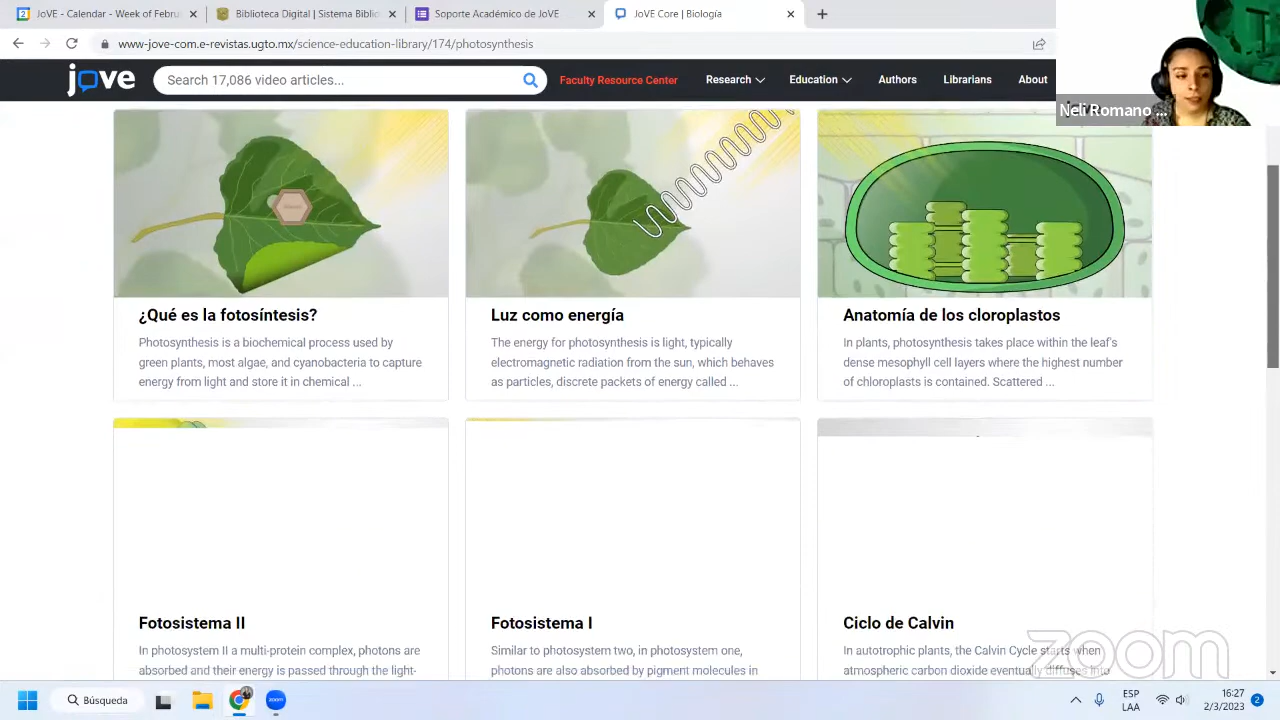 JoVE - Calendar - Week of Febru
Biblioteca Digital | Sistema Biblio
Soporte Académico de JoVE
JoVE Core | Biología
www-jove-com.e-revistas.ugto.mx/science-education-library/174/photosynthesis
jove
Search 17,086 video articles...
Faculty Resource Center
Research
Education
Authors
Librarians
About
Neli Romano ...
¿Qué es la fotosíntesis?
Photosynthesis is a biochemical process used by
green plants, most algae, and cyanobacteria to capture
energy from light and store it in chemical ...
Luz como energía
The energy for photosynthesis is light, typically
electromagnetic radiation from the sun, which behaves
as particles, discrete packets of energy called ...
Anatomía de los cloroplastos
In plants, photosynthesis takes place within the leaf's
dense mesophyll cell layers where the highest number
of chloroplasts is contained. Scattered ...
Fotosistema II
In photosystem II a multi-protein complex, photons are
absorbed and their energy is passed through the light-
Fotosistema I
Similar to photosystem two, in photosystem one,
photons are also absorbed by pigment molecules in
Ciclo de Calvin
In autotrophic plants, the Calvin Cycle starts when
atmospheric carbon dioxide eventually diffuses into
zoom
Búsqueda
zoom
ESP
LAA
16:27
2/3/2023
2